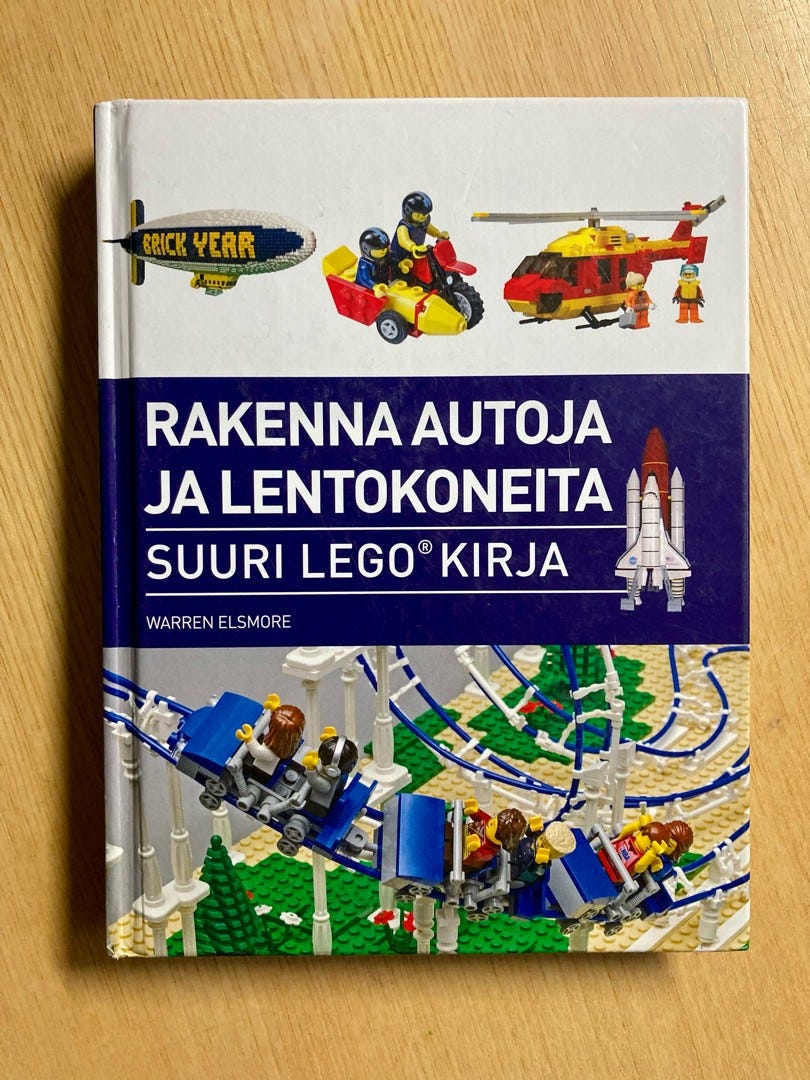 BRICK YEAR
RAKENNA AUTOJA
JA LENTOKONEITA
SUURI LEGO® KIRJA
WARREN ELSMORE